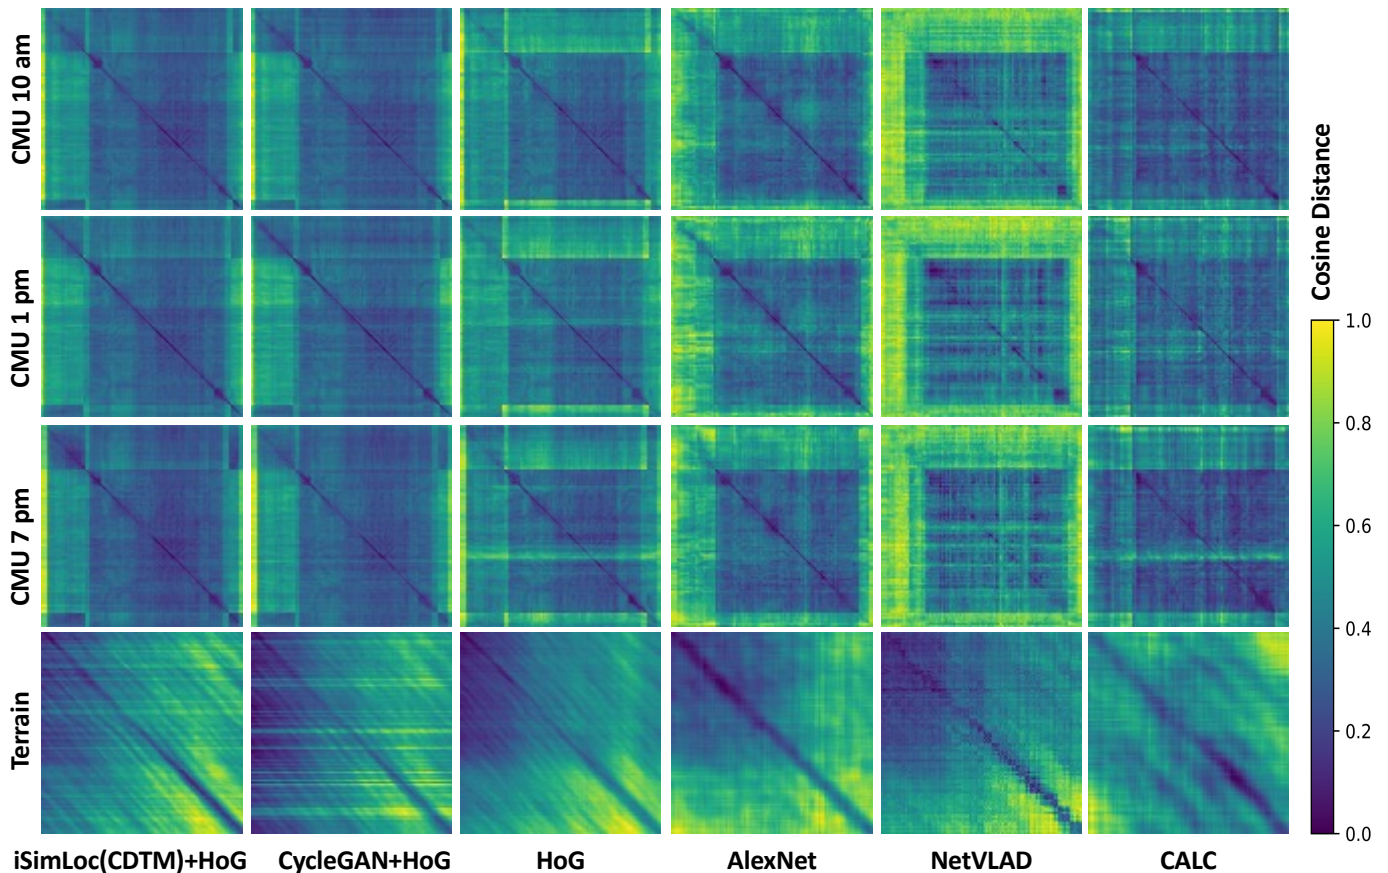 CMU 10 am
CMU 1 pm
CMU 7 pm
Terrain
iSimLoc(CDTM)+HoG
CycleGAN+HoG
HoG
AlexNet
NetVLAD
CALC
Cosine Distance
1.0
0.8
0.6
0.4
0.2
0.0